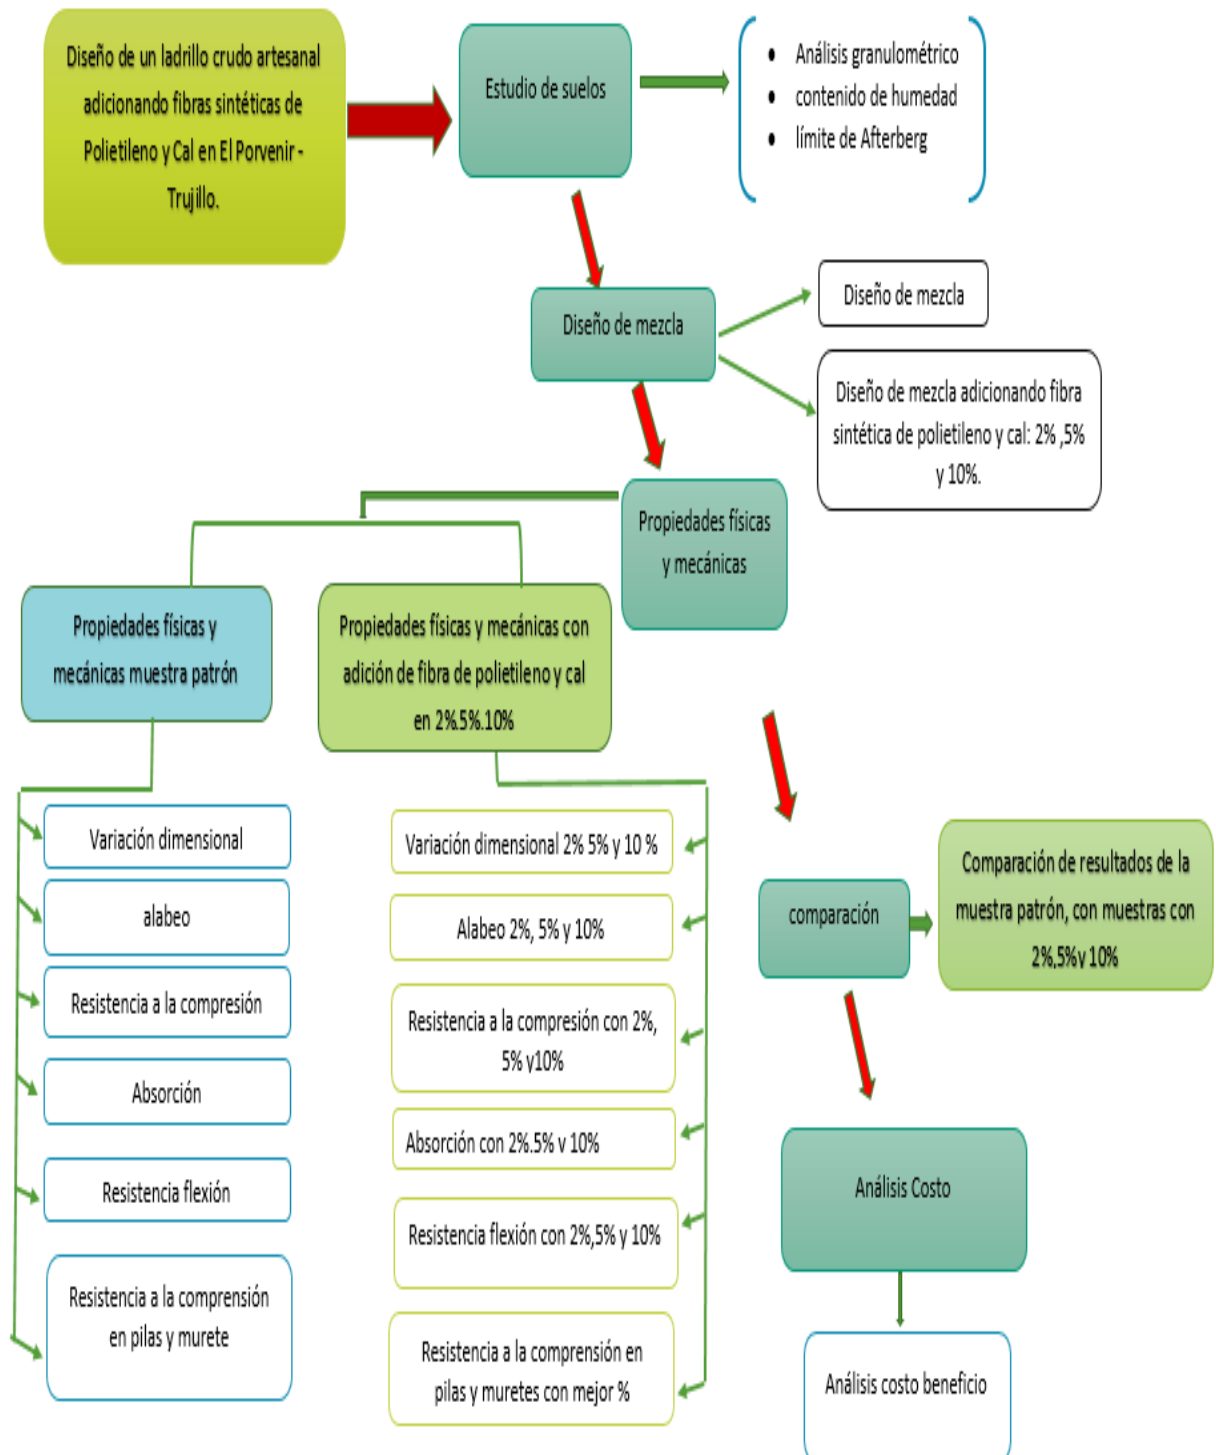 Diseño de un ladrillo crudo artesanal
adicionando fibras sintéticas de
Polietileno y Cal en El Porvenir -
Trujillo.
Estudio de suelos
Análisis granulométrico
contenido de humedad
límite de Afterberg
Diseño de mezcla
Diseño de mezcla
Diseño de mezcla adicionando fibra
sintética de polietileno y cal: 2% ,5%
y 10%.
Propiedades físicas
y mecánicas
Propiedades físicas y
mecánicas muestra patrón
Propiedades físicas y mecánicas con
adición de fibra de polietileno y cal
en 2%.5%.10%
Variación dimensional
alabeo
Resistencia a la compresión
Absorción
Resistencia flexión
Resistencia a la comprensión
en pilas y murete
Variación dimensional 2% 5% y 10 %
Alabeo 2%, 5% y 10%
Resistencia a la compresión con 2%,
5% y10%
Absorción con 2%.5% v 10%
Resistencia flexión con 2%,5% y 10%
Resistencia a la comprensión en
pilas y muretes con mejor %
comparación
Comparación de resultados de la
muestra patrón, con muestras con
2%,5%y 10%
Análisis Costo
Análisis costo beneficio